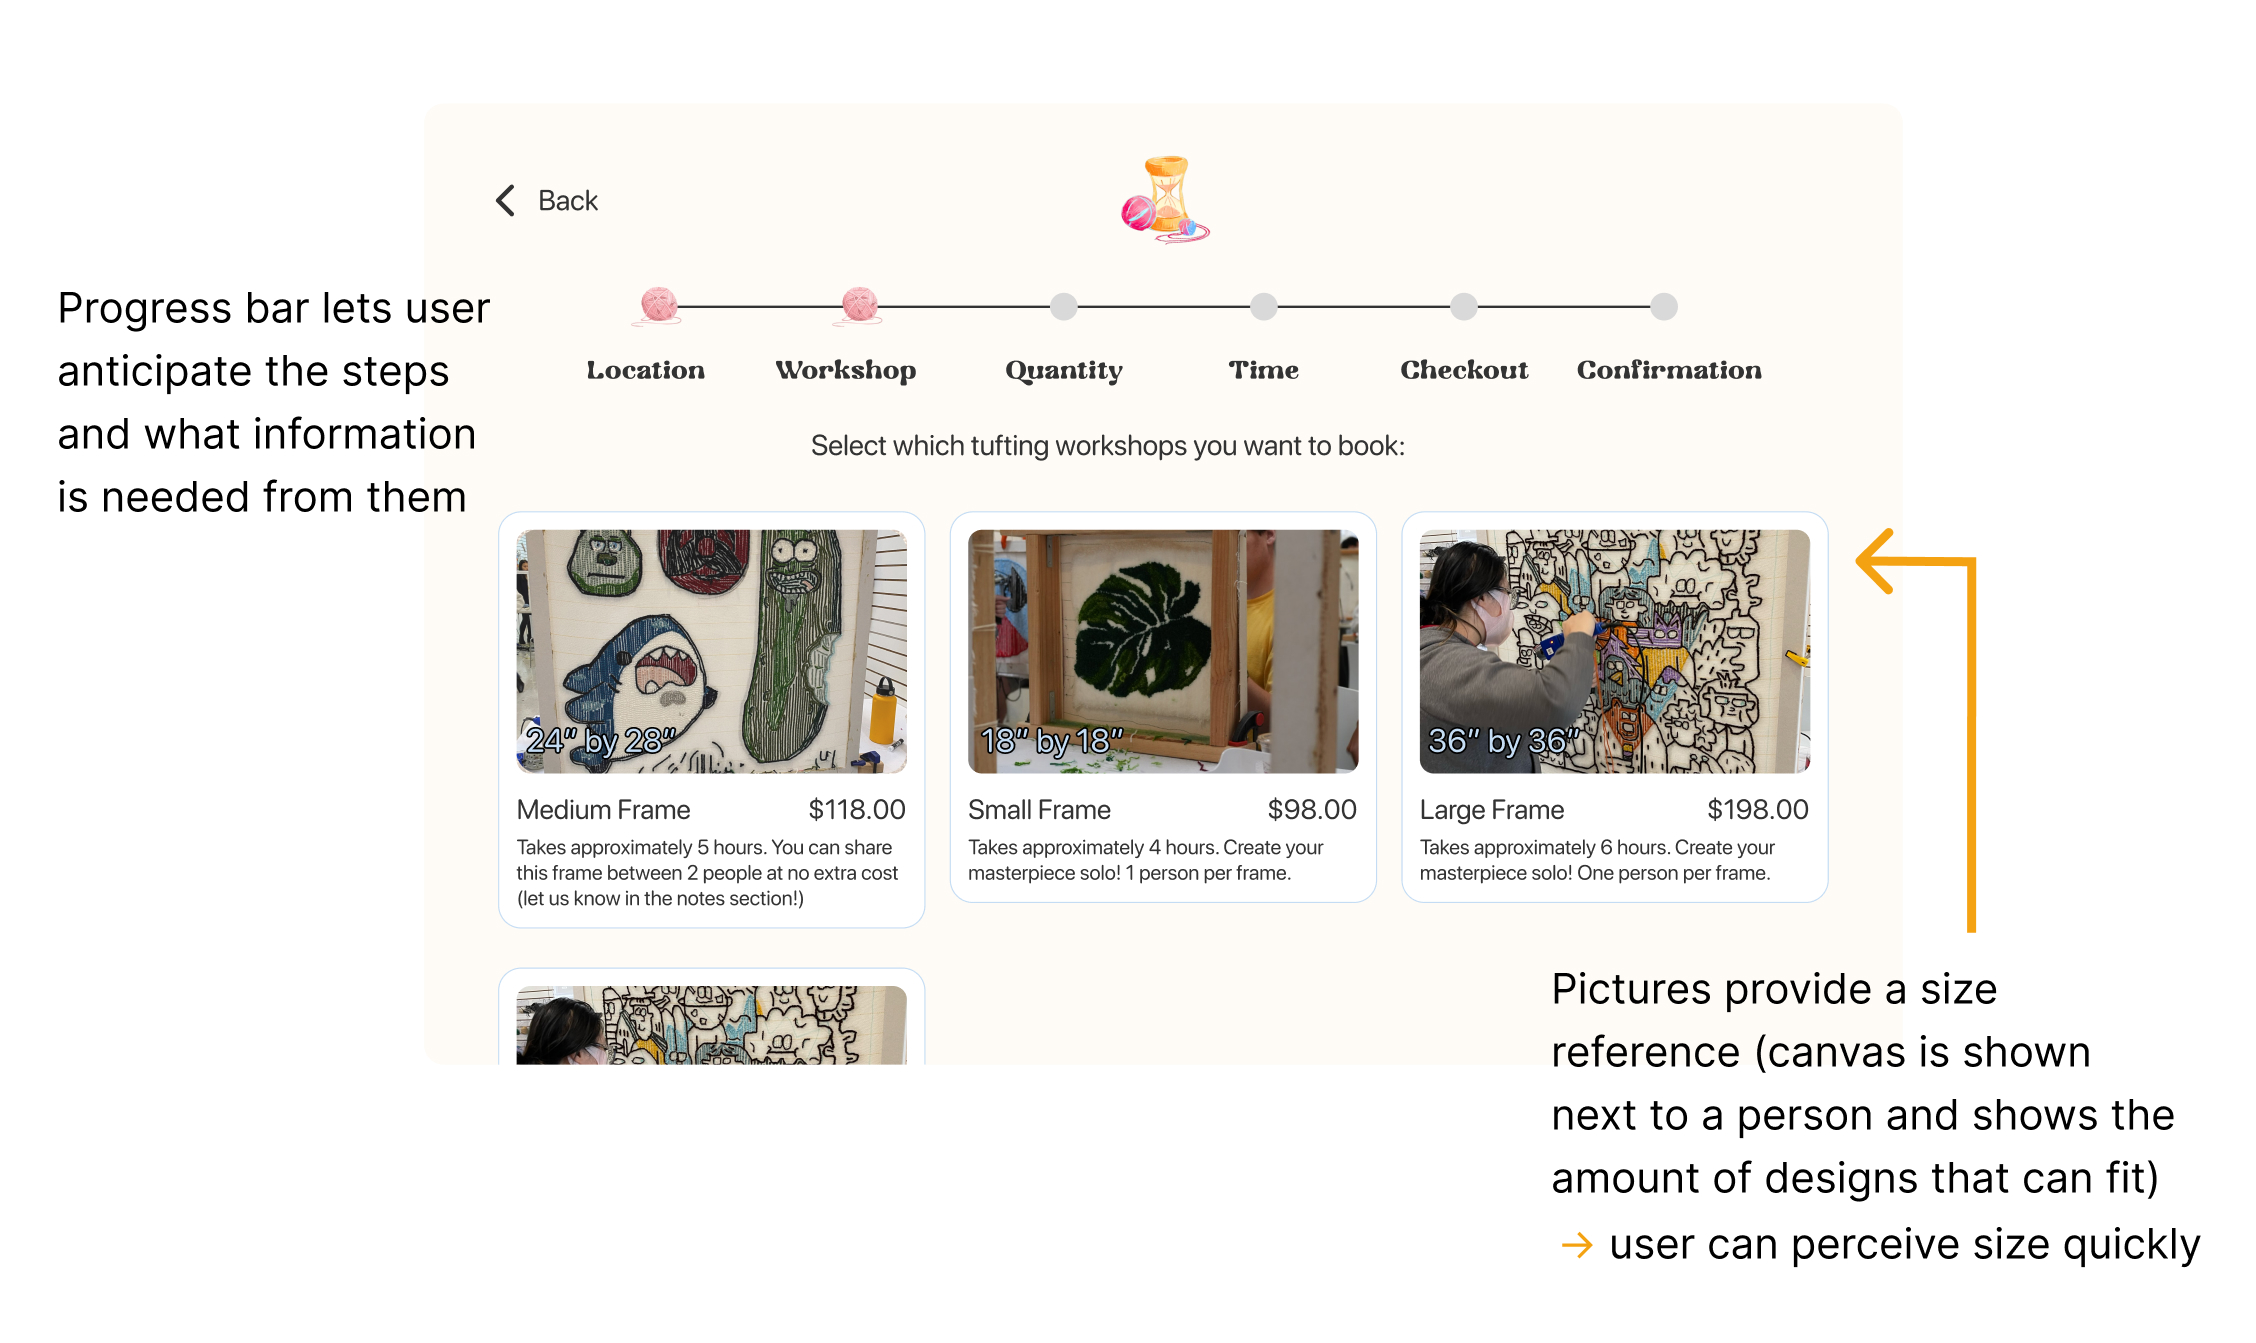 Back
Progress bar lets user
anticipate the steps
and what information
is needed from them
Location
Workshop
Quantity
Time
Checkout
Confirmation
Select which tufting workshops you want to book:
24" by 28"
Medium Frame
$118.00
Takes approximately 5 hours. You can share
this frame between 2 people at no extra cost
(let us know in the notes section!)
18" by 18"
Small Frame
$98.00
Takes approximately 4 hours. Create your
masterpiece solo! 1 person per frame.
36" by 36"
Large Frame
$198.00
Takes approximately 6 hours. Create your
masterpiece solo! One person per frame.
Pictures provide a size
reference (canvas is shown
next to a person and shows the
amount of designs that can fit)
→ user can perceive size quickly